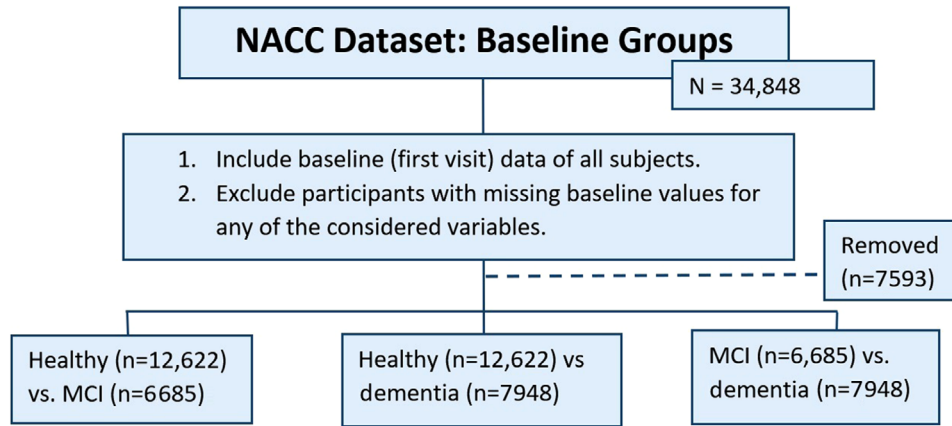 NACC Dataset: Baseline Groups
N = 34,848
1. Include baseline (first visit) data of all subjects.
2. Exclude participants with missing baseline values for
any of the considered variables.
Removed
(n=7593)
Healthy (n=12,622)
vs. MCI (n=6685)
Healthy (n=12,622) vs
dementia (n=7948)
MCI (n=6,685) vs.
dementia (n=7948)